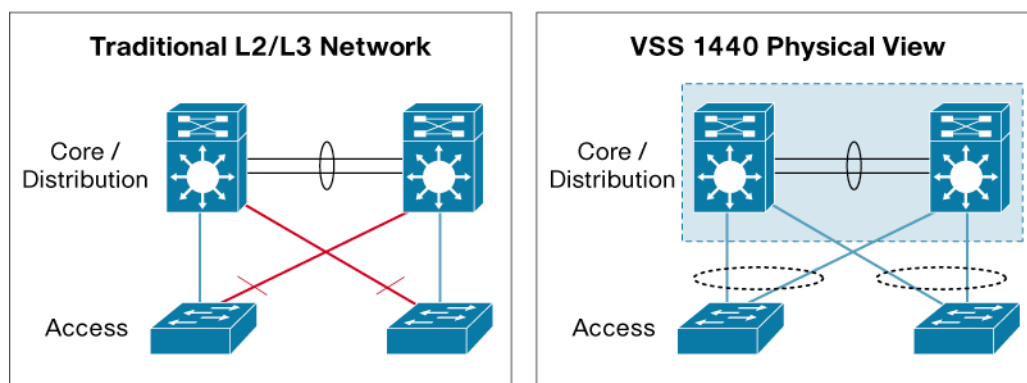 Traditional L2/L3 Network
Core /
Distribution
Access
VSS 1440 Physical View
Core /
Distribution
Access